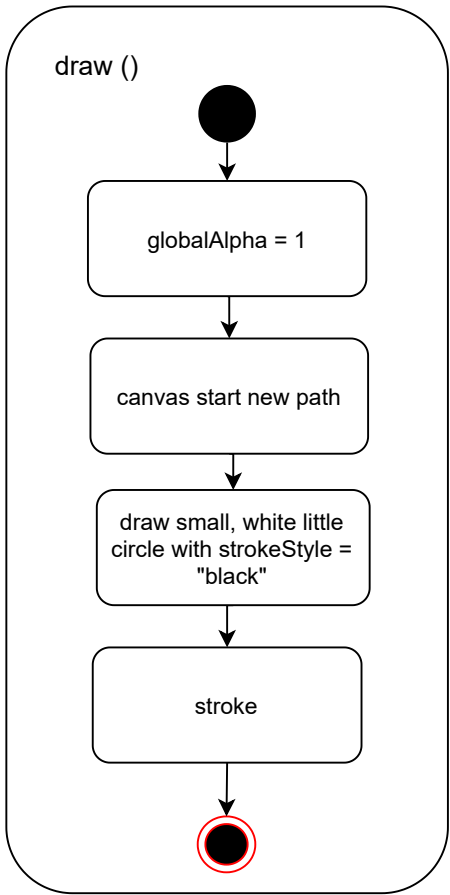 draw ()
globalAlpha = 1
canvas start new path
draw small, white little
circle with strokeStyle =
"black"
stroke